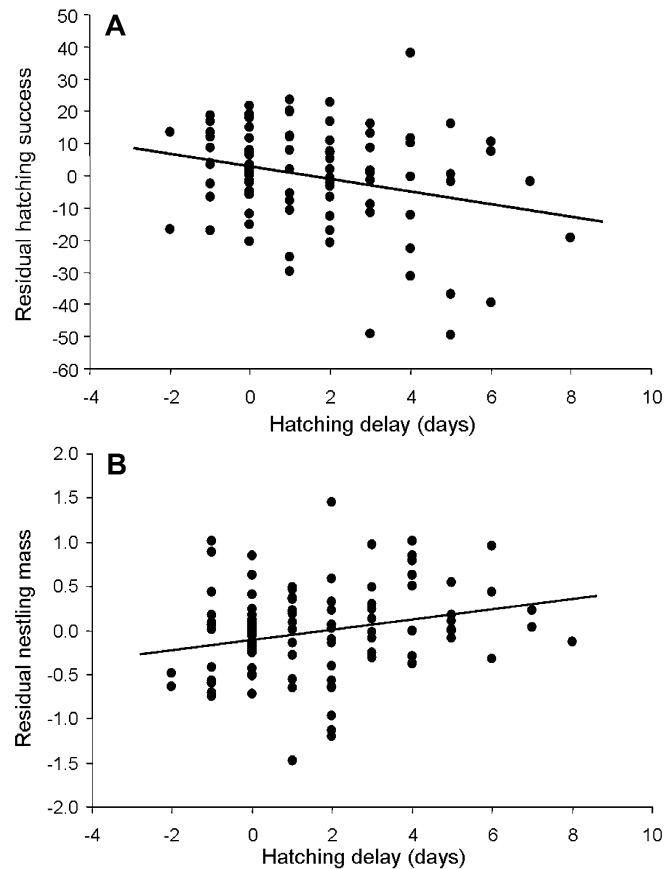 A
50
40
30
20
10
0
-10
-20
-30
-40
-50
-60
Residual hatching success
-4 -2 0 2 4 6 8 10
Hatching delay (days)
B
2.0
1.5
1.0
0.5
0.0
-0.5
-1.0
-1.5
-2.0
Residual nestling mass
-4 -2 0 2 4 6 8 10
Hatching delay (days)